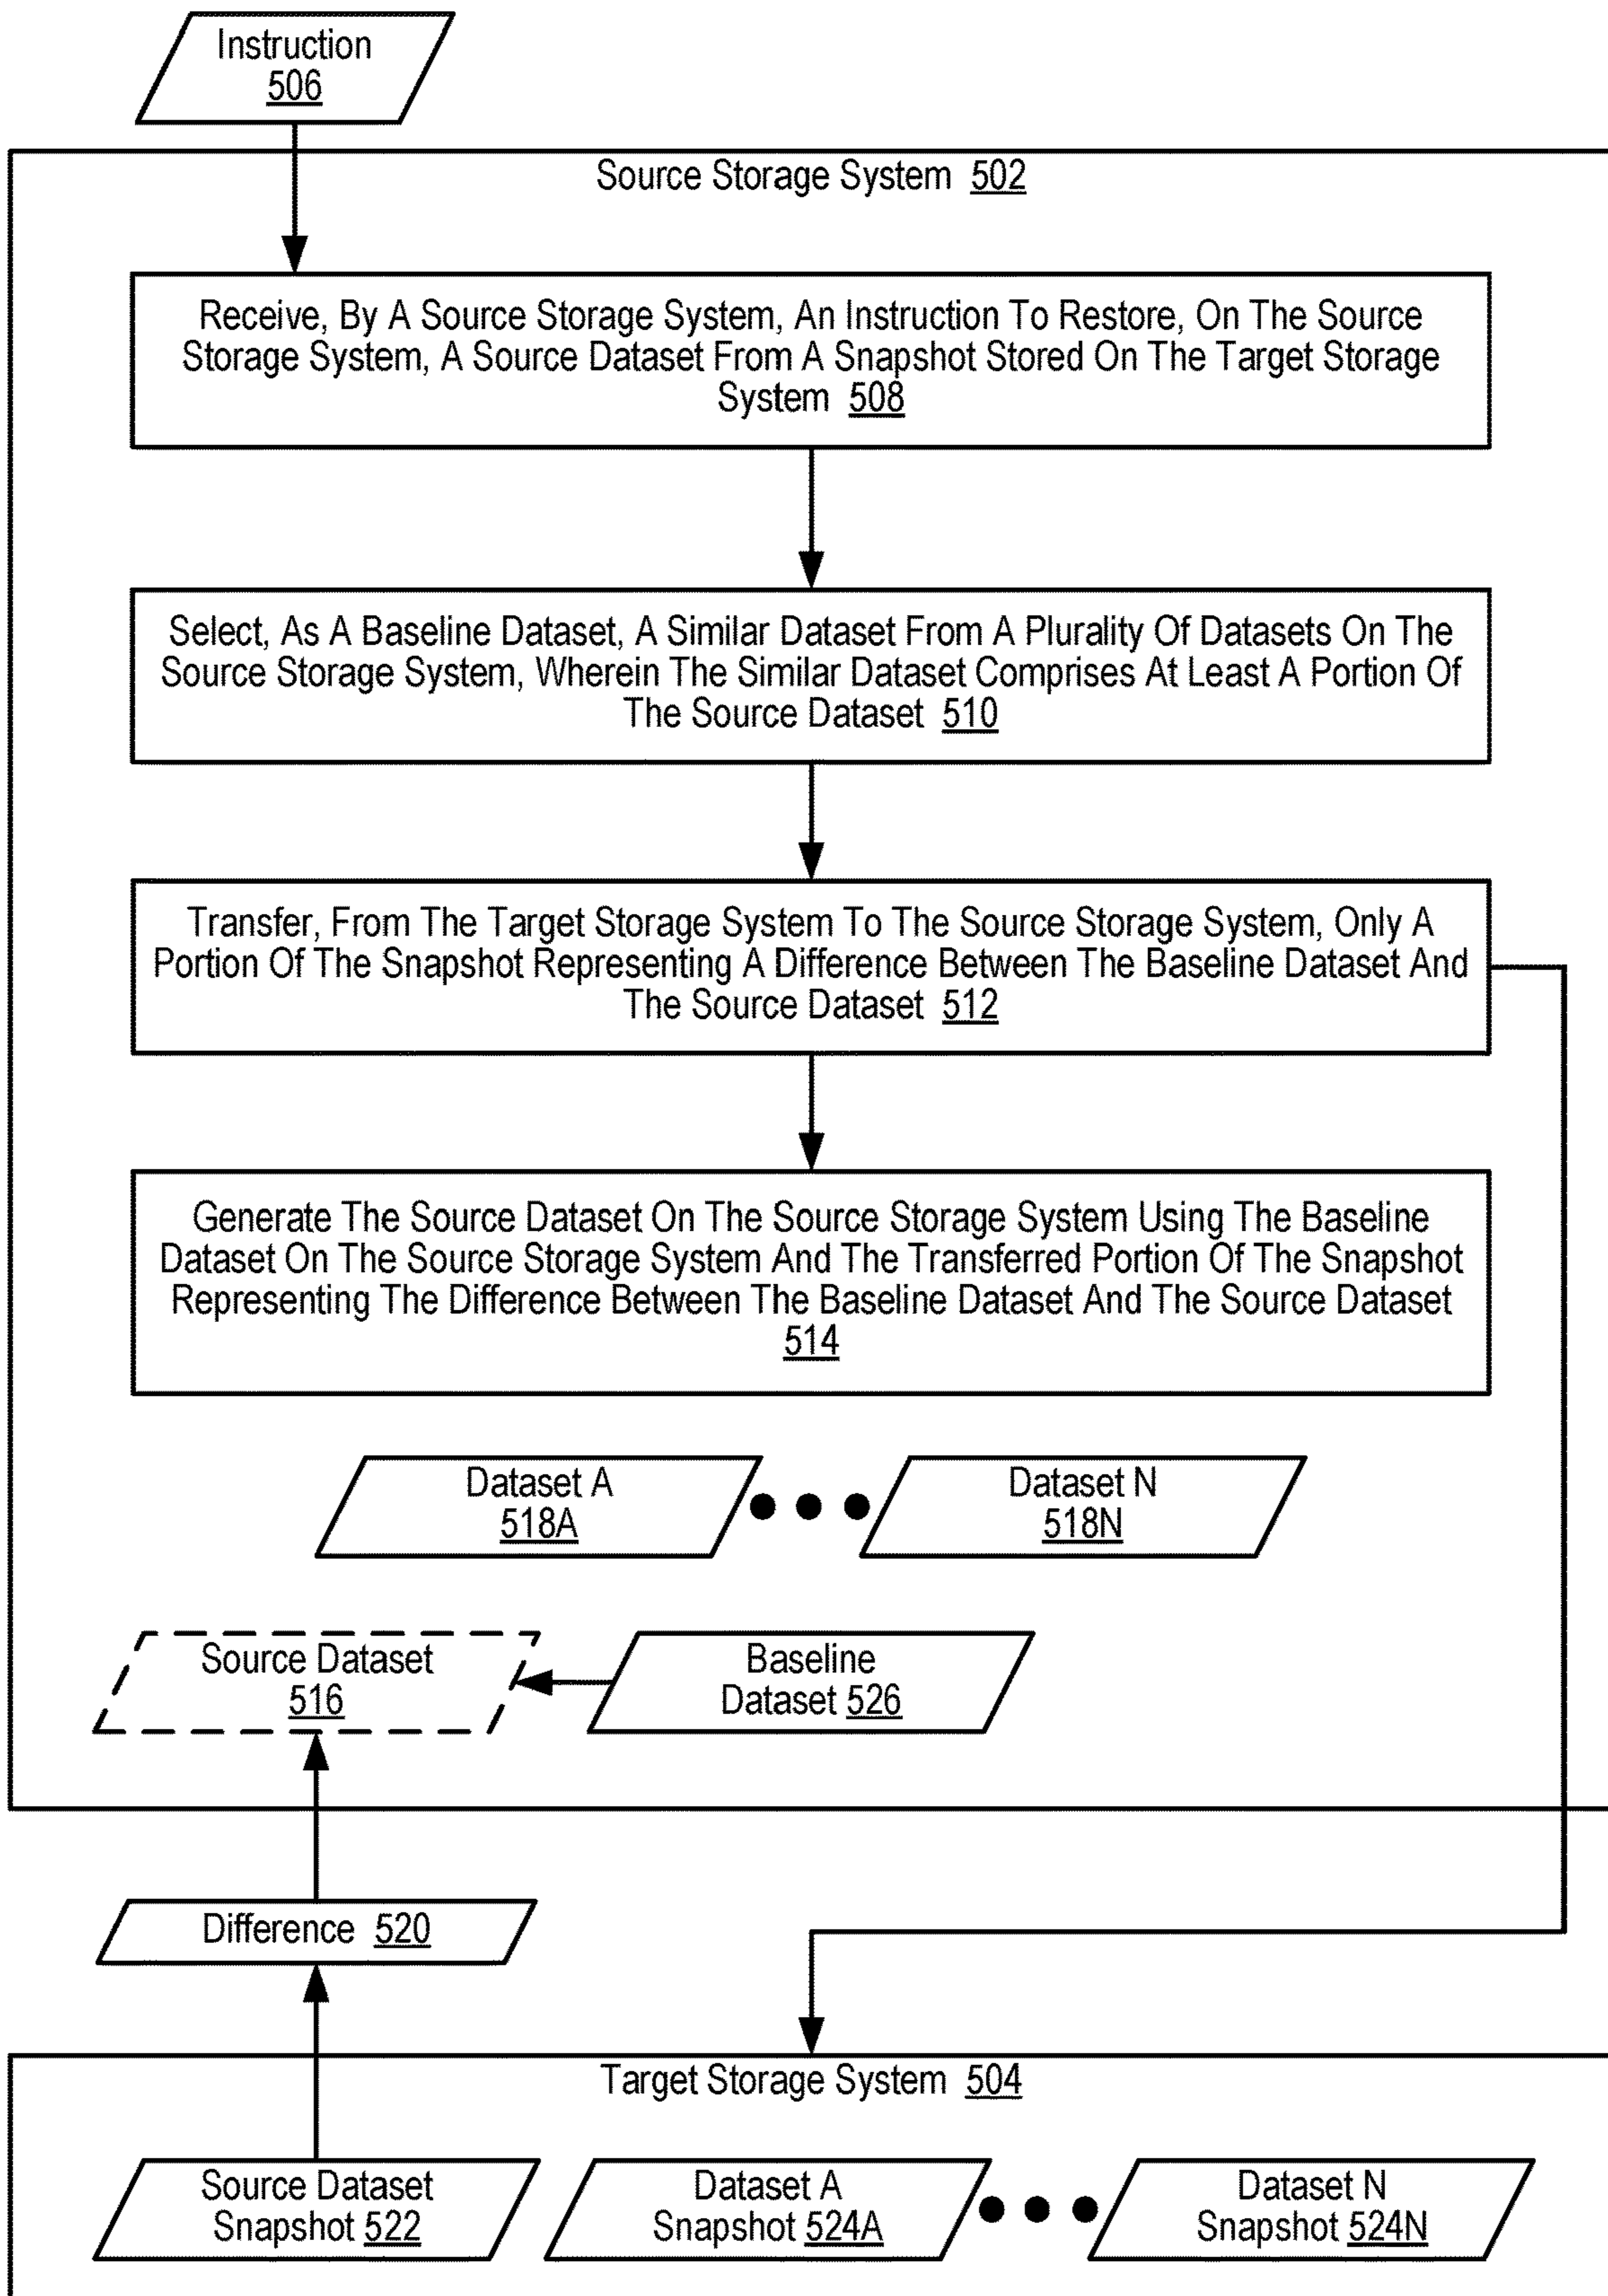 Instruction
506
Source Storage System 502
Receive, By A Source Storage System, An Instruction To Restore, On The Source
Storage System, A Source Dataset From A Snapshot Stored On The Target Storage
System 508
Select, As A Baseline Dataset, A Similar Dataset From A Plurality Of Datasets On The
Source Storage System, Wherein The Similar Dataset Comprises At Least A Portion Of
The Source Dataset 510
Transfer, From The Target Storage System To The Source Storage System, Only A
Portion Of The Snapshot Representing A Difference Between The Baseline Dataset And
The Source Dataset 512
Generate The Source Dataset On The Source Storage System Using The Baseline
Dataset On The Source Storage System And The Transferred Portion Of The Snapshot
Representing The Difference Between The Baseline Dataset And The Source Dataset
514
Dataset A
518A
Dataset N
518N
Source Dataset
516
Baseline
Dataset 526
Difference 520
Target Storage System 504
Source Dataset
Snapshot 522
Dataset A
Snapshot 524A
Dataset N
Snapshot 524N